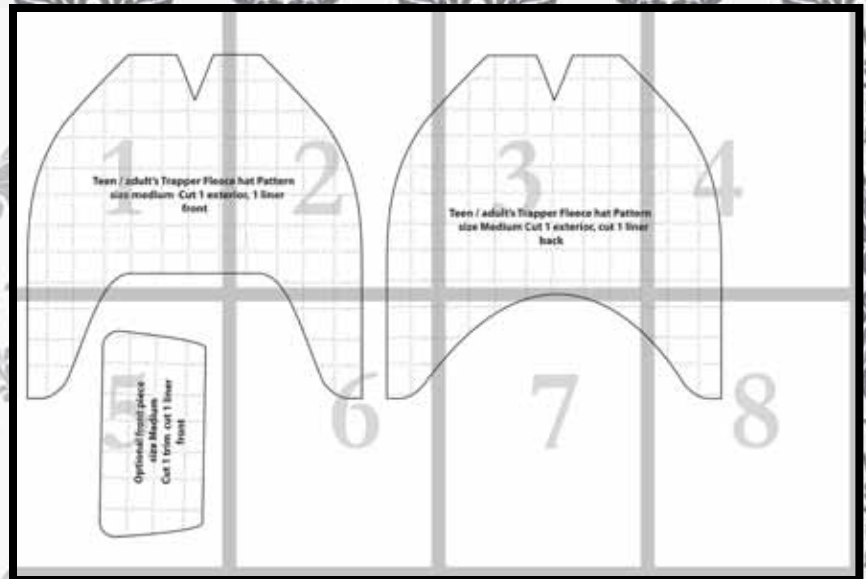 1
2
3
4
Teen / adult's Trapper Fleece hat Pattern
size medium Cut 1 exterior, 1 liner
front
Teen / adult's Trapper Fleece hat Pattern
size Medium Cut 1 exterior, cut 1 liner
back
5
6
7
8
Optional front piece
size Medium
Cut 1 trim cut 1 liner
front